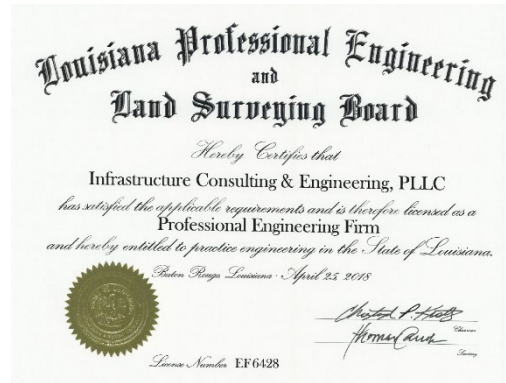 Louisiana Professional Engineering
and
Land Surveying Board
Hereby Certifies that
Infrastructure Consulting & Engineering, PLLC
has satisfied the applicable requirements and is therefore licensed as a
Professional Engineering Firm
and hereby entitled to practice engineering in the State of Louisiana.
Baton Rouge, Louisiana · April 25, 2018
Chairman
Secretary
License Number EF6428